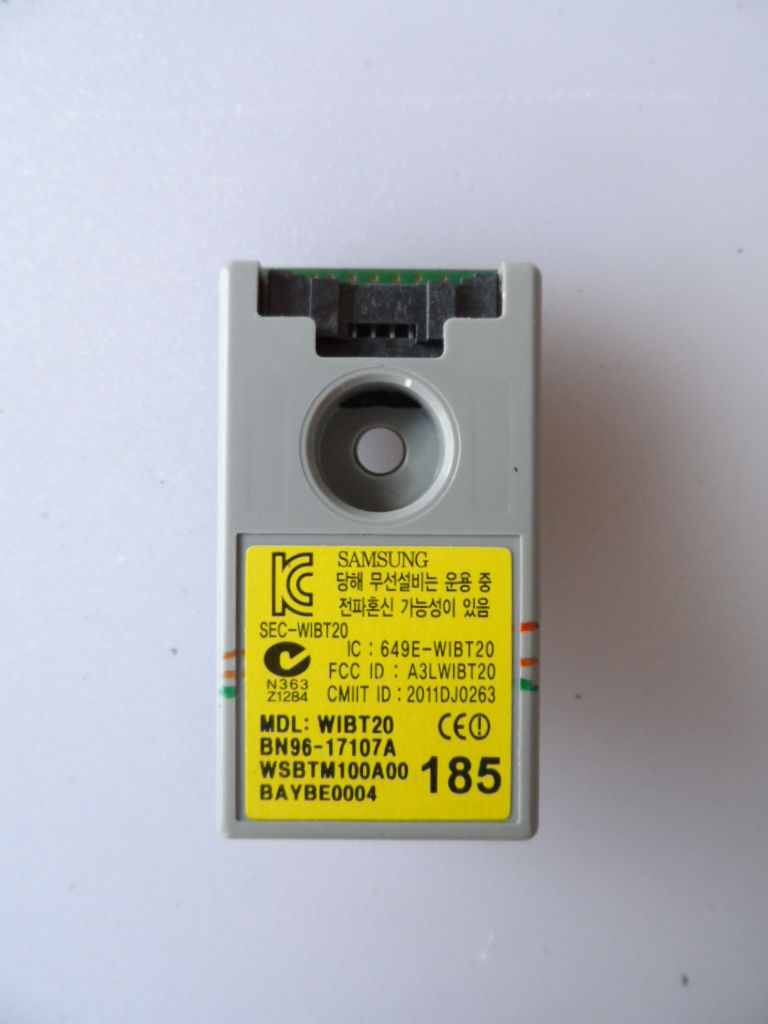 SAMSUNG
당해 무선설비는 운용 중
전파혼신 가능성이 있음
SEC-WIBT20
IC : 649E-WIBT20
FCC ID : A3LWIBT20
N363
Z1284
CMIIT ID : 2011DJ0263
MDL: WIBT20
BN96-17107A
WSBTM100A00
BAYBE0004
185